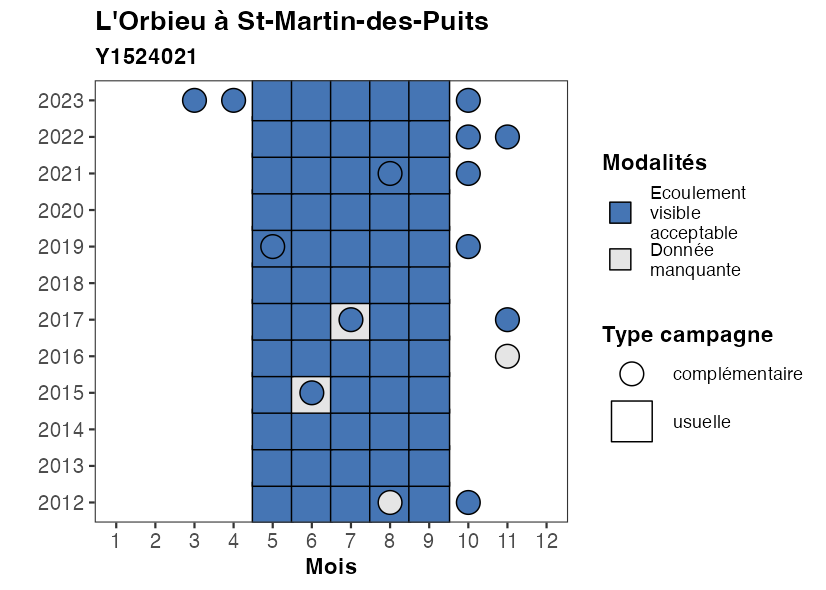 L'Orbieu à St-Martin-des-Puits
Y1524021
2023
2022
2021
2020
2019
2018
2017
2016
2015
2014
2013
2012
1 2 3 4 5 6 7 8 9 10 11 12
Mois
Modalités
Ecoulement
visible
acceptable
Donnée
manquante
Type campagne
complémentaire
usuelle